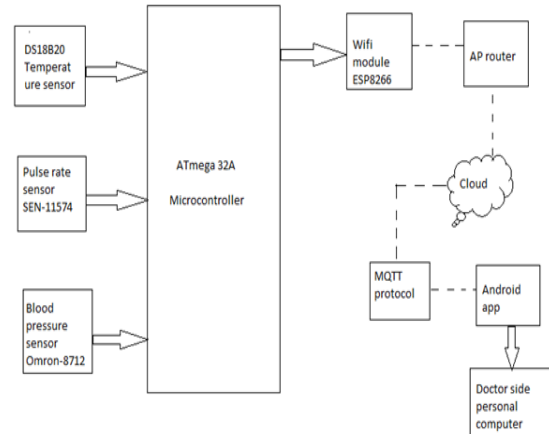 DS18B20
Temperat
ure sensor
Pulse rate
sensor
SEN-11574
Blood
pressure
sensor
Omron-8712
ATmega 32A
Microcontroller
Wifi
module
ESP8266
AP router
Cloud
MQTT
protocol
Android
app
Doctor side
personal
computer